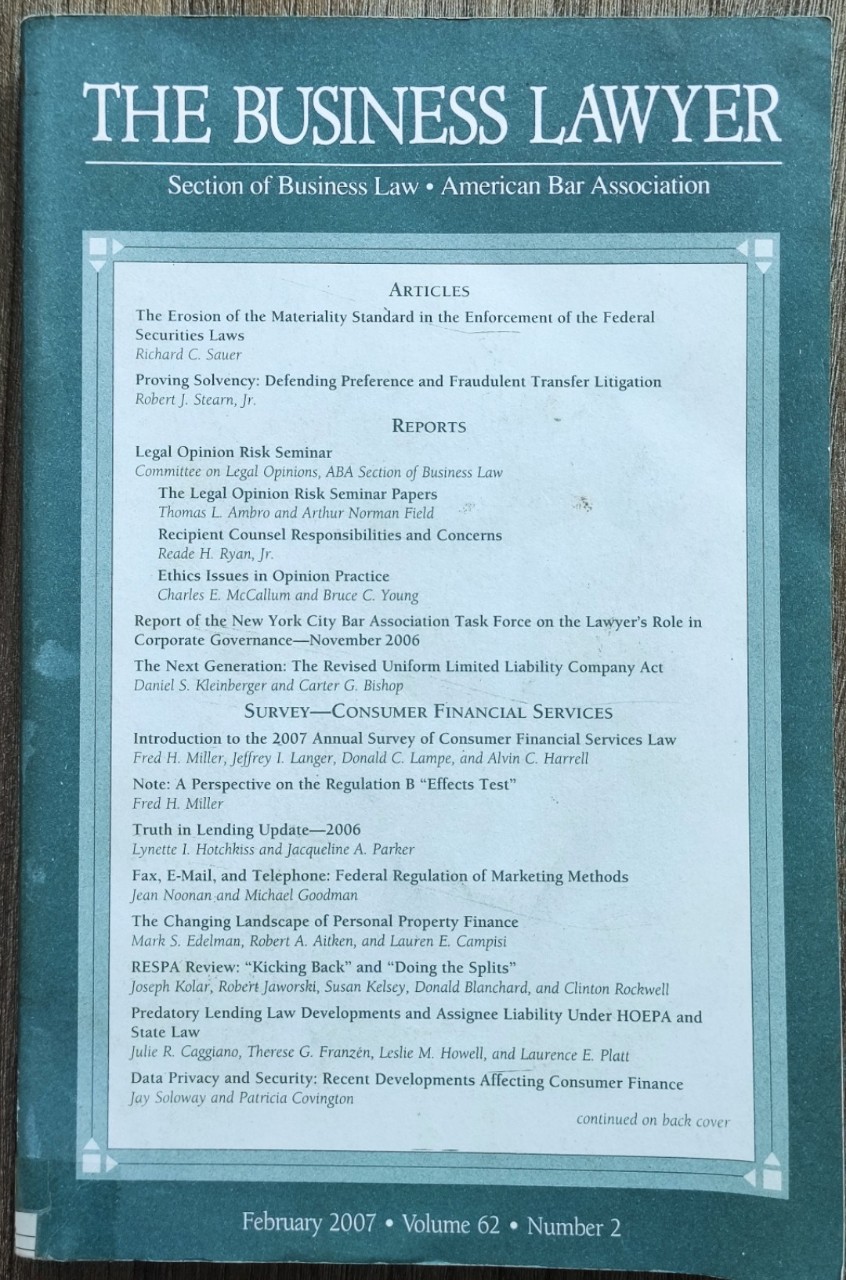 THE BUSINESS LAWYER
Section of Business Law • American Bar Association
ARTICLES
The Erosion of the Materiality Standard in the Enforcement of the Federal
Securities Laws
Richard C. Sauer
Proving Solvency: Defending Preference and Fraudulent Transfer Litigation
Robert J. Stearn, Jr.
REPORTS
Legal Opinion Risk Seminar
Committee on Legal Opinions, ABA Section of Business Law
The Legal Opinion Risk Seminar Papers
Thomas L. Ambro and Arthur Norman Field
Recipient Counsel Responsibilities and Concerns
Reade H. Ryan, Jr.
Ethics Issues in Opinion Practice
Charles E. McCallum and Bruce C. Young
Report of the New York City Bar Association Task Force on the Lawyer's Role in
Corporate Governance—November 2006
The Next Generation: The Revised Uniform Limited Liability Company Act
Daniel S. Kleinberger and Carter G. Bishop
SURVEY—CONSUMER FINANCIAL SERVICES
Introduction to the 2007 Annual Survey of Consumer Financial Services Law
Fred H. Miller, Jeffrey I. Langer, Donald C. Lampe, and Alvin C. Harrell
Note: A Perspective on the Regulation B “Effects Test”
Fred H. Miller
Truth in Lending Update—2006
Lynette I. Hotchkiss and Jacqueline A. Parker
Fax, E-Mail, and Telephone: Federal Regulation of Marketing Methods
Jean Noonan and Michael Goodman
The Changing Landscape of Personal Property Finance
Mark S. Edelman, Robert A. Aitken, and Lauren E. Campisi
RESPA Review: “Kicking Back” and “Doing the Splits”
Joseph Kolar, Robert Jaworski, Susan Kelsey, Donald Blanchard, and Clinton Rockwell
Predatory Lending Law Developments and Assignee Liability Under HOEPA and
State Law
Julie R. Caggiano, Therese G. Franzén, Leslie M. Howell, and Laurence E. Platt
Data Privacy and Security: Recent Developments Affecting Consumer Finance
Jay Soloway and Patricia Covington
continued on back cover
February 2007 • Volume 62 • Number 2